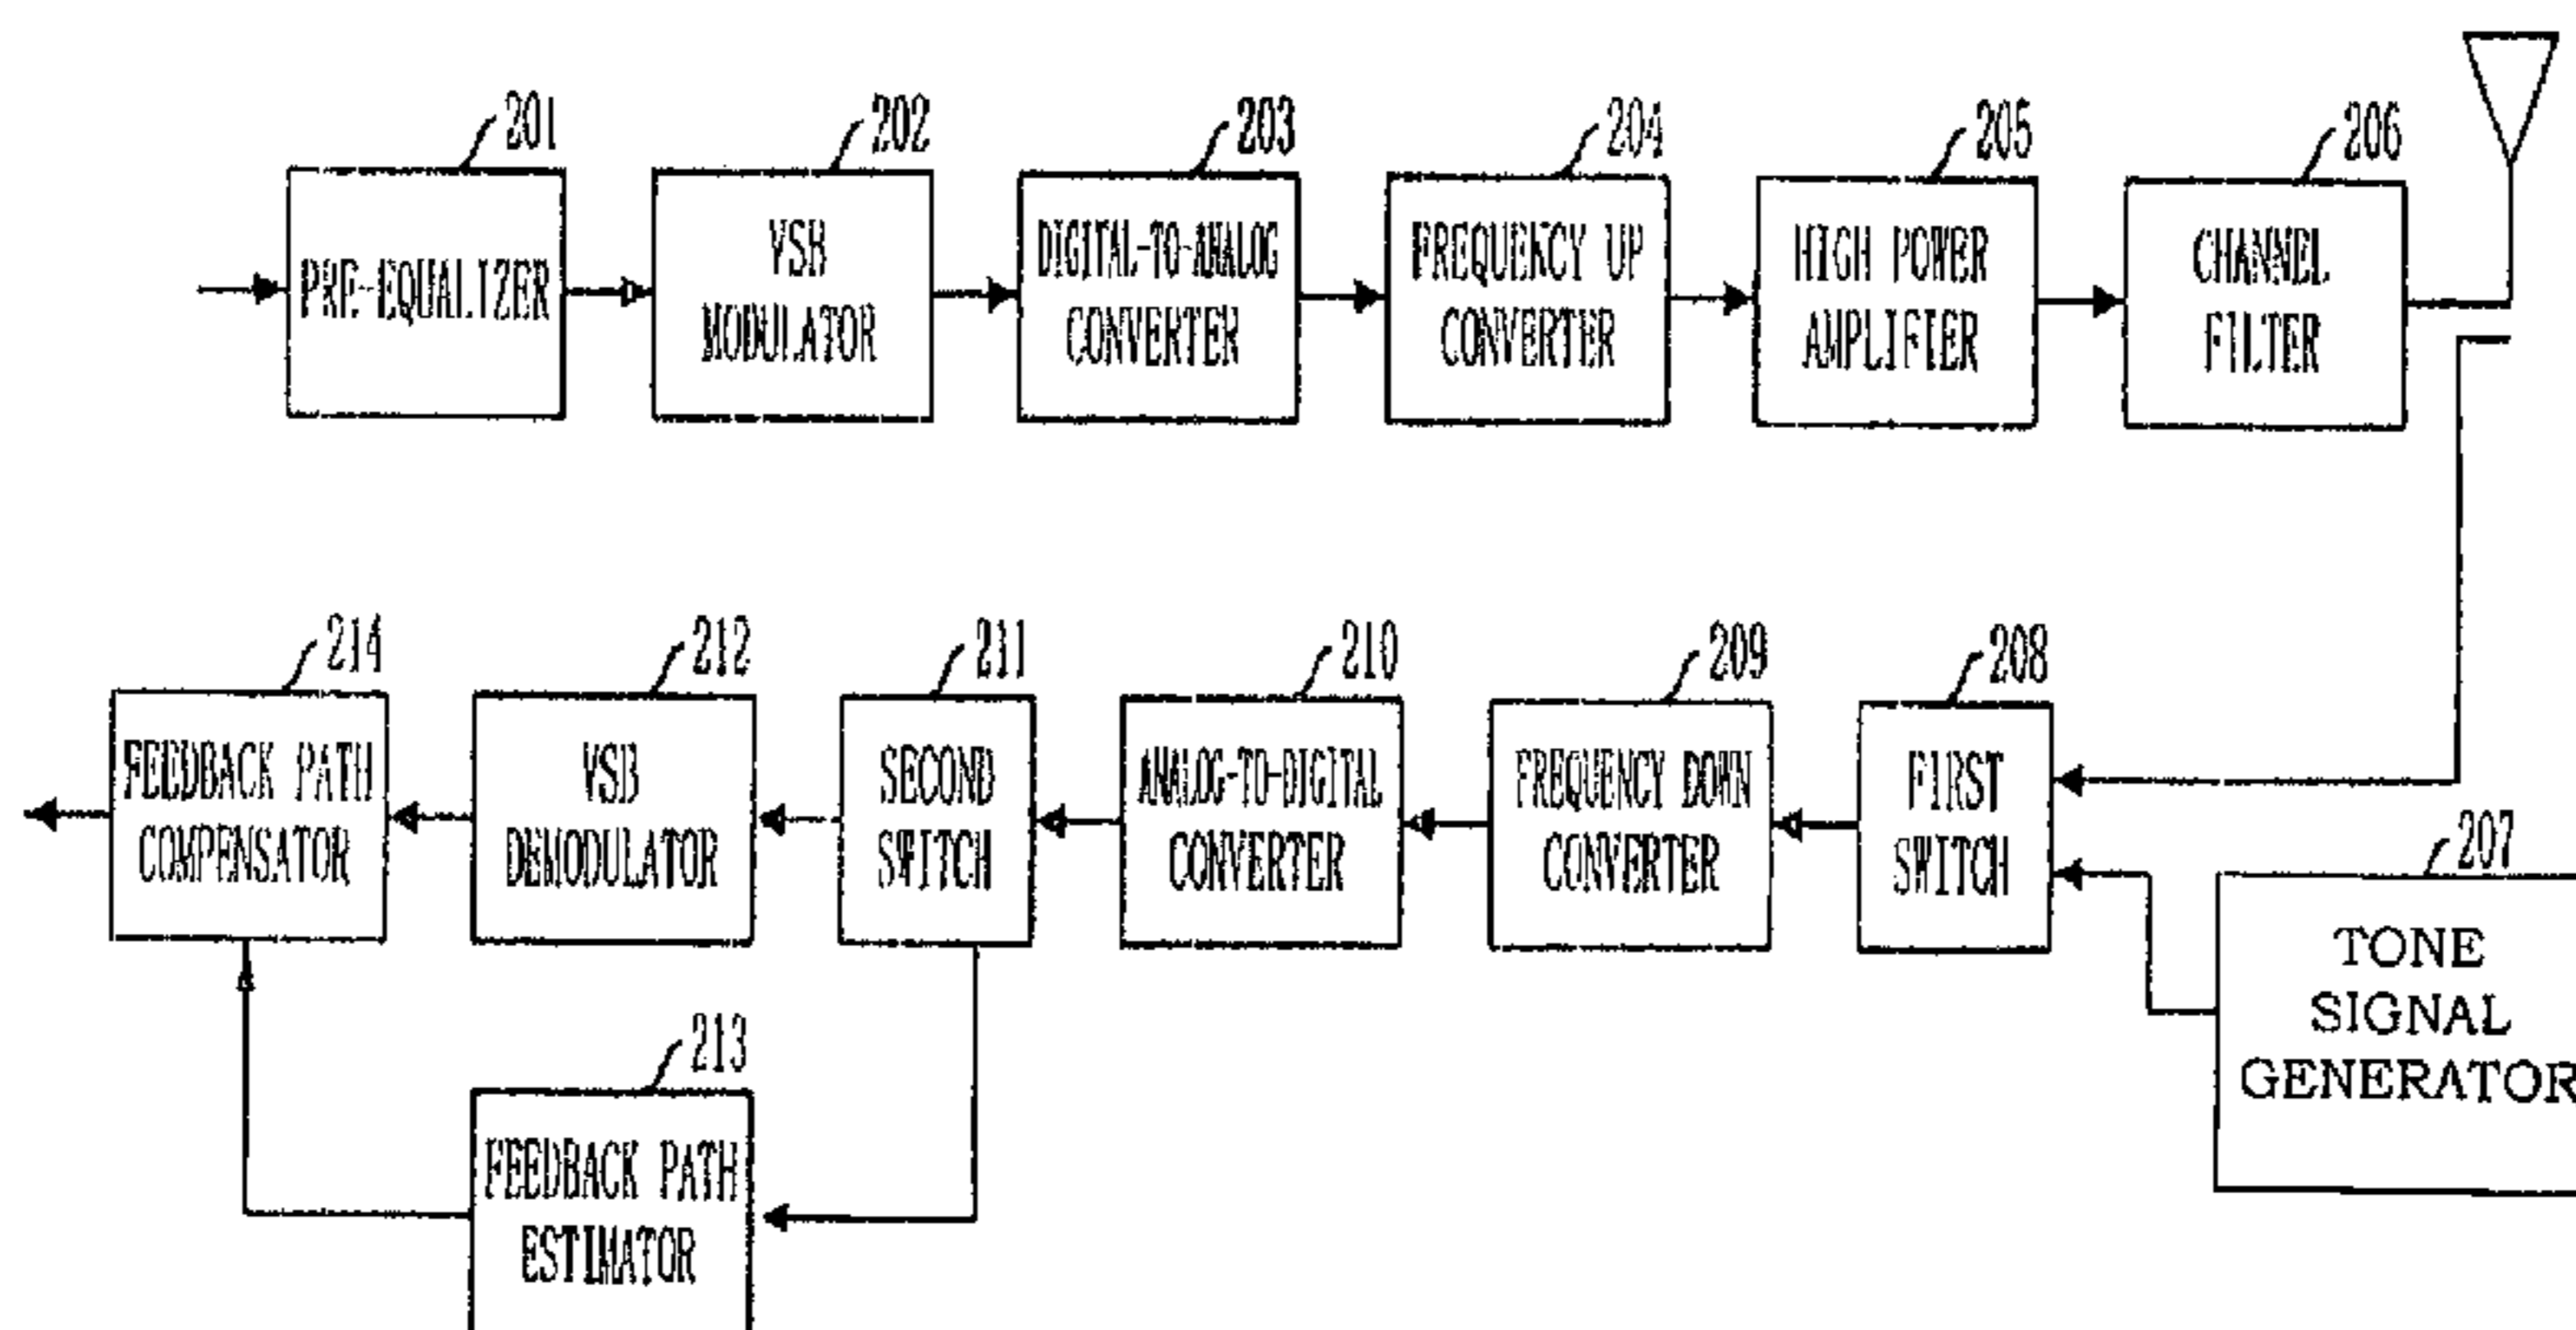 201
202
203
204
205
206
PRE-EQUALIZER
VSB
MODULATOR
DIGITAL-TO-ANALOG
CONVERTER
FREQUENCY UP
CONVERTER
HIGH POWER
AMPLIFIER
CHANNEL
FILTER
214
212
211
210
209
208
FEEDBACK PATH
COMPENSATOR
VSB
DEMODULATOR
SECOND
SWITCH
ANALOG-TO-DIGITAL
CONVERTER
FREQUENCY DOWN
CONVERTER
FIRST
SWITCH
207
TONE
SIGNAL
GENERATOR
213
FEEDBACK PATH
ESTIMATOR